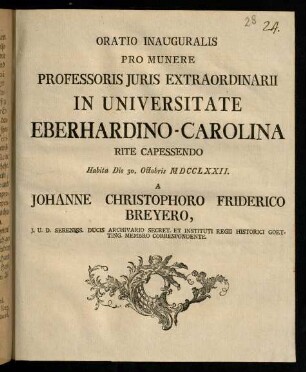 28
24.
ORATIO INAUGURALIS
PRO MUNERE
PROFESSORIS JURIS EXTRAORDINARII
IN UNIVERSITATE
EBERHARDINO-CAROLINA
RITE CAPESSENDO
Habita Die 30. Octobris MDCCLXXII.
A
JOHANNE CHRISTOPHORO FRIDERICO
BREYERO,
J. U. D. SERENISS. DUCIS ARCHIVARIO SECRET. ET INSTITUTI REGII HISTORICI GOET-
TING. MEMBRO CORRESPONDENTE.